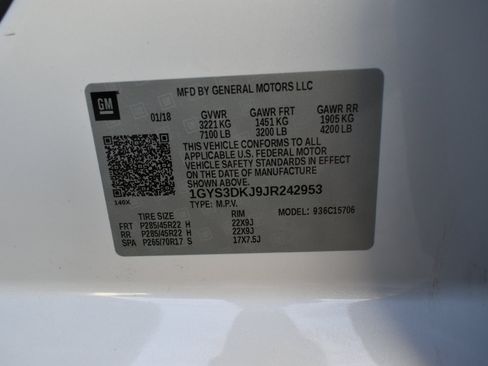 MFD BY GENERAL MOTORS LLC
GM
01/18 GVWR GAWR FRT GAWR RR
3221 KG 1451 KG 1905 KG
7100 LB 3200 LB 4200 LB
THIS VEHICLE CONFORMS TO ALL
APPLICABLE U.S. FEDERAL MOTOR
VEHICLE SAFETY STANDARDS IN EFFECT
ON THE DATE OF MANUFACTURE
SHOWN ABOVE.
1GYS3DKJ9JR242953
140X
TYPE: M.P.V.
MODEL: 936C15706
TIRE SIZE RIM
FRT P285/45R22 H 22X9J
RR P285/45R22 H 22X9J
SPA P265/70R17 S 17X7.5J